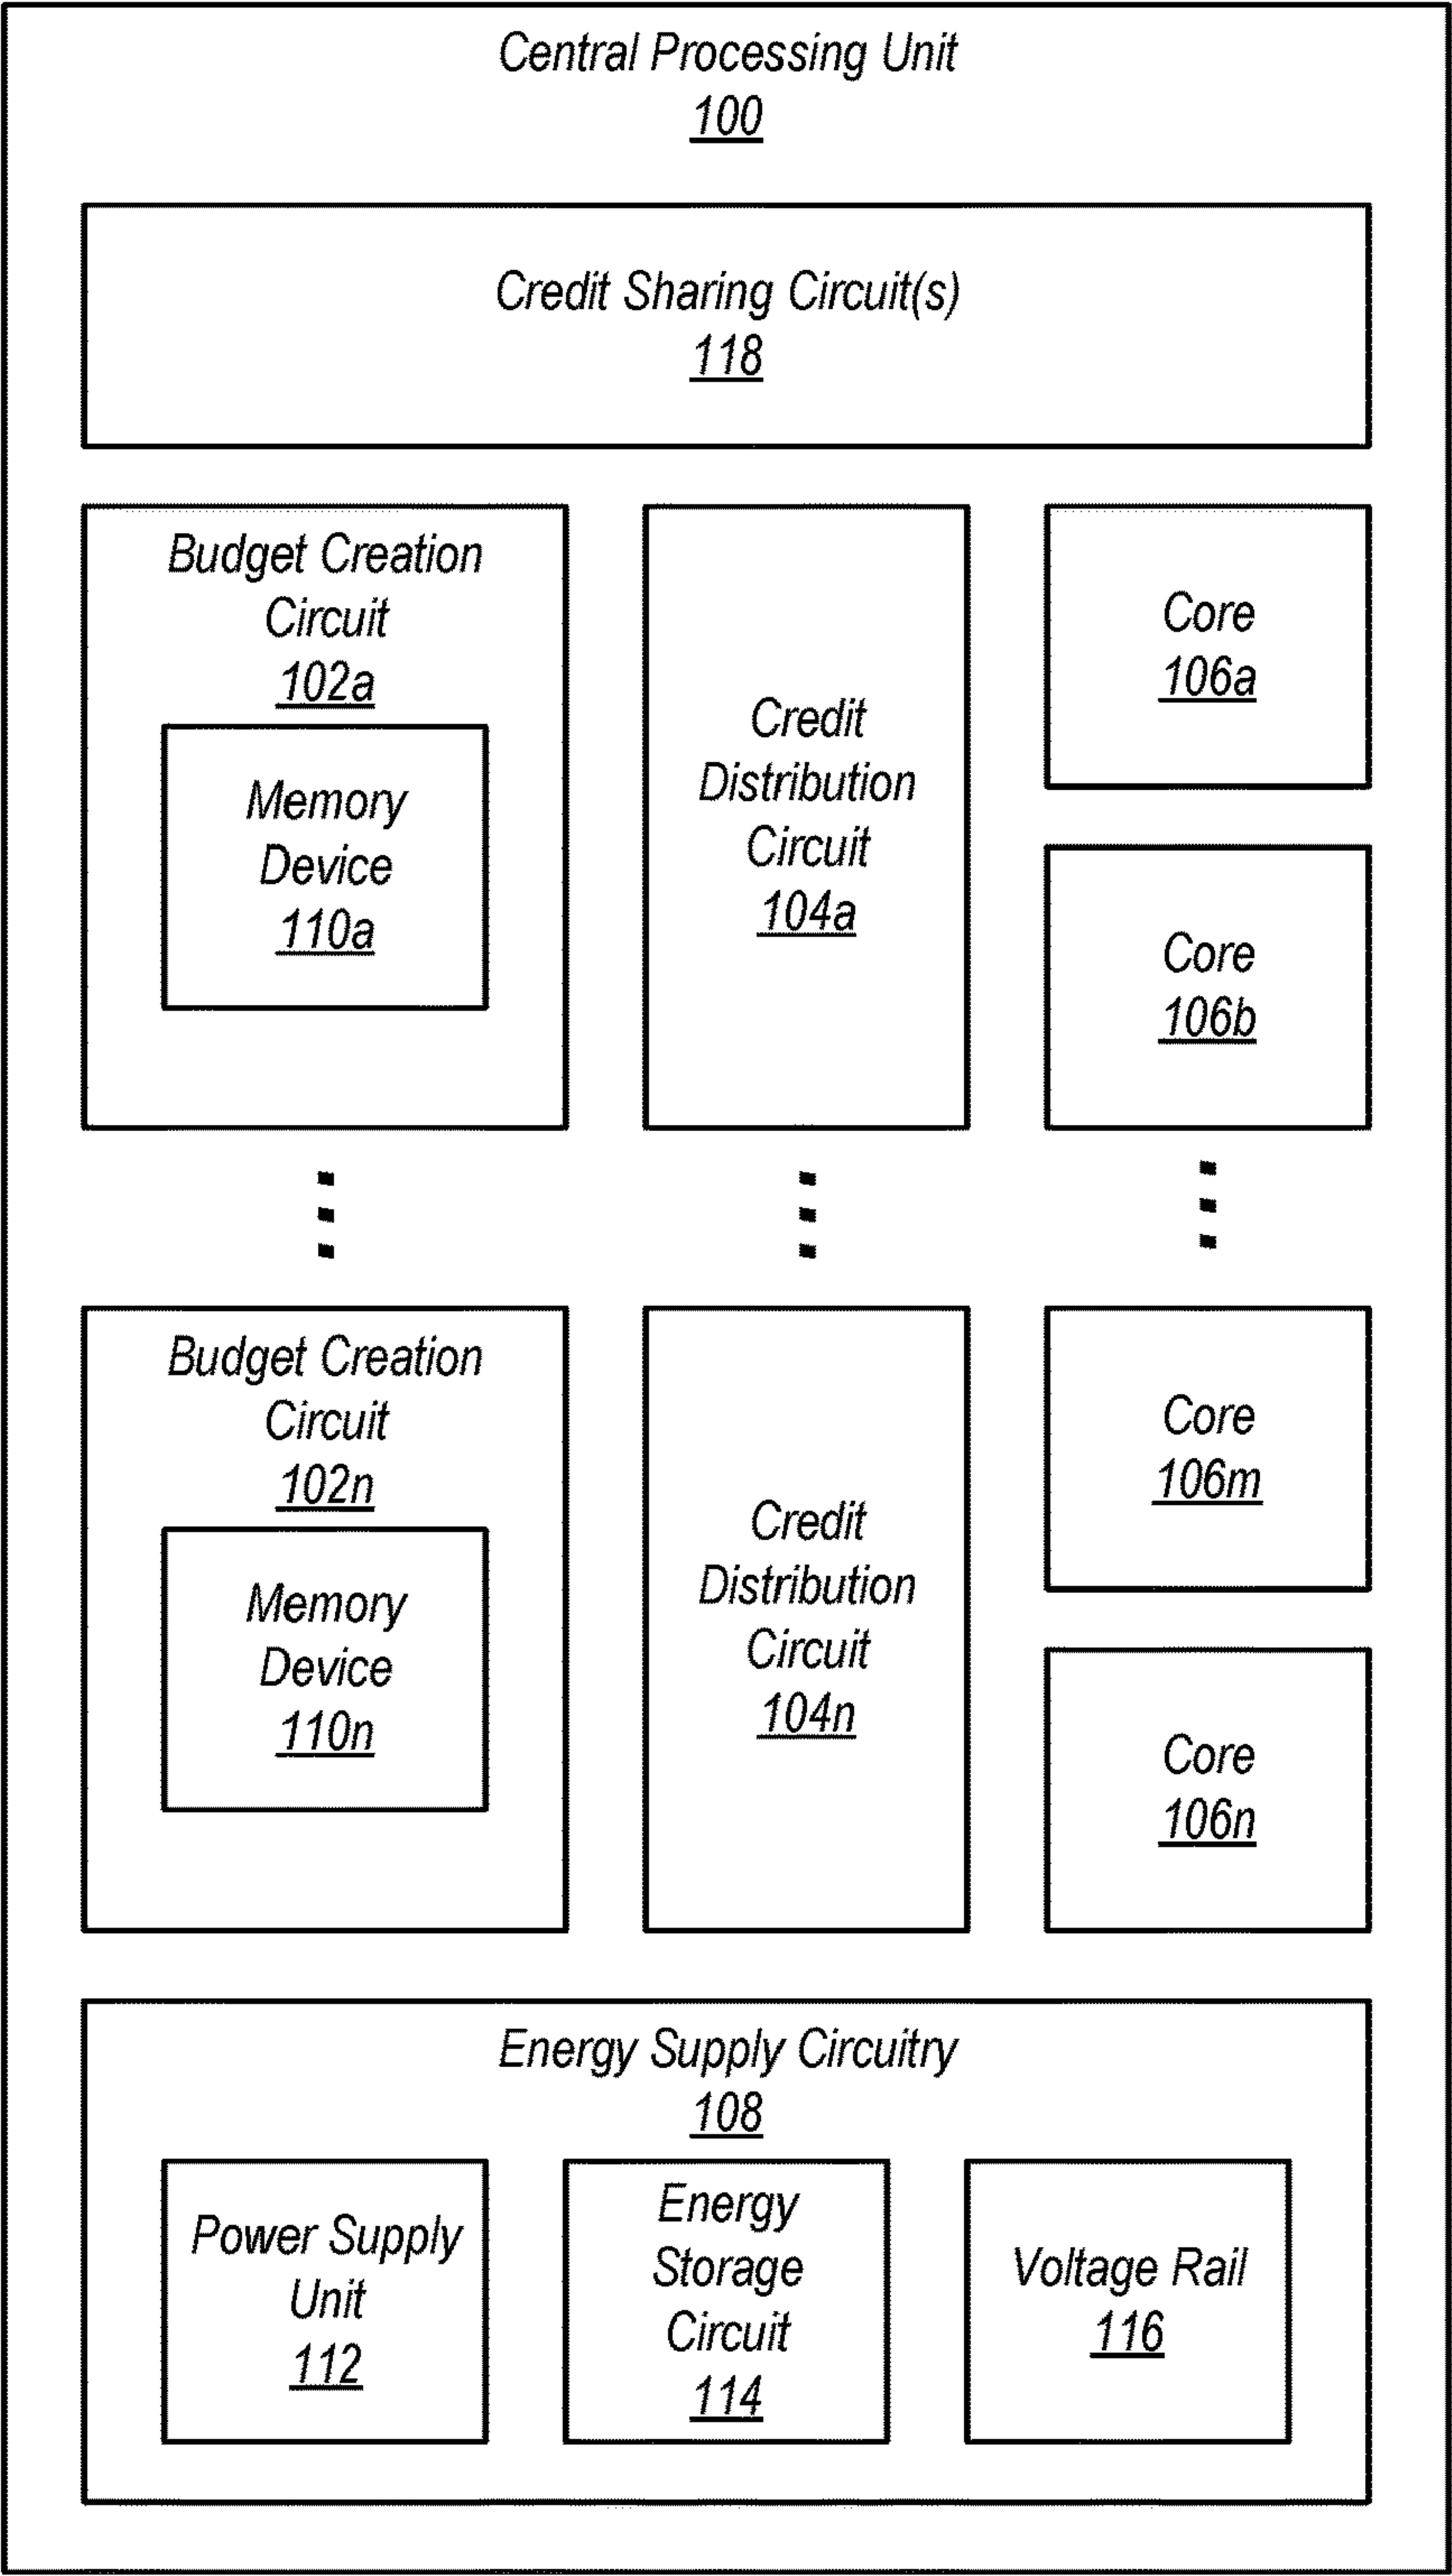 Central Processing Unit
100
Credit Sharing Circuit(s)
118
Budget Creation
Circuit
102a
Memory
Device
110a
Credit
Distribution
Circuit
104a
Core
106a
Core
106b
Budget Creation
Circuit
102n
Memory
Device
110n
Credit
Distribution
Circuit
104n
Core
106m
Core
106n
Energy Supply Circuitry
108
Power Supply
Unit
112
Energy
Storage
Circuit
114
Voltage Rail
116